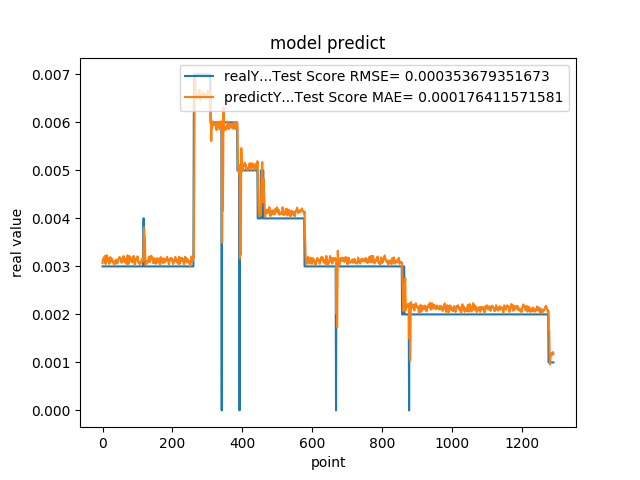 model predict
realY...Test Score RMSE= 0.000353679351673
predictY...Test Score MAE= 0.000176411571581
0.007
0.006
0.005
0.004
0.003
0.002
0.001
0.000
real value
0 200 400 600 800 1000 1200
point